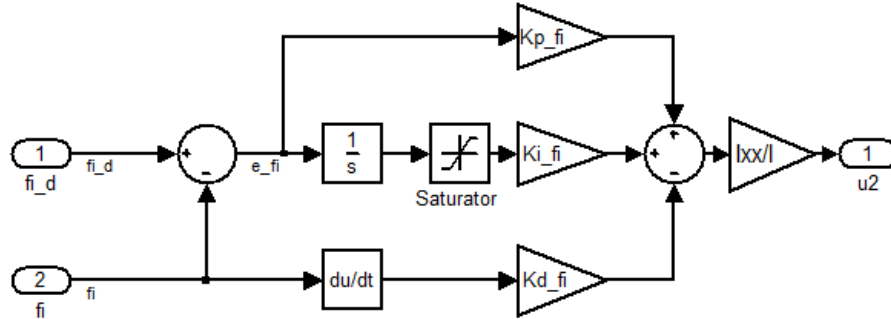 Kp_fi
1
fi_d
fi_d
+
-
e_fi
1
s
Saturator
Ki_fi
+
+
-
Ixx/l
1
u2
2
fi
fi
du/dt
Kd_fi